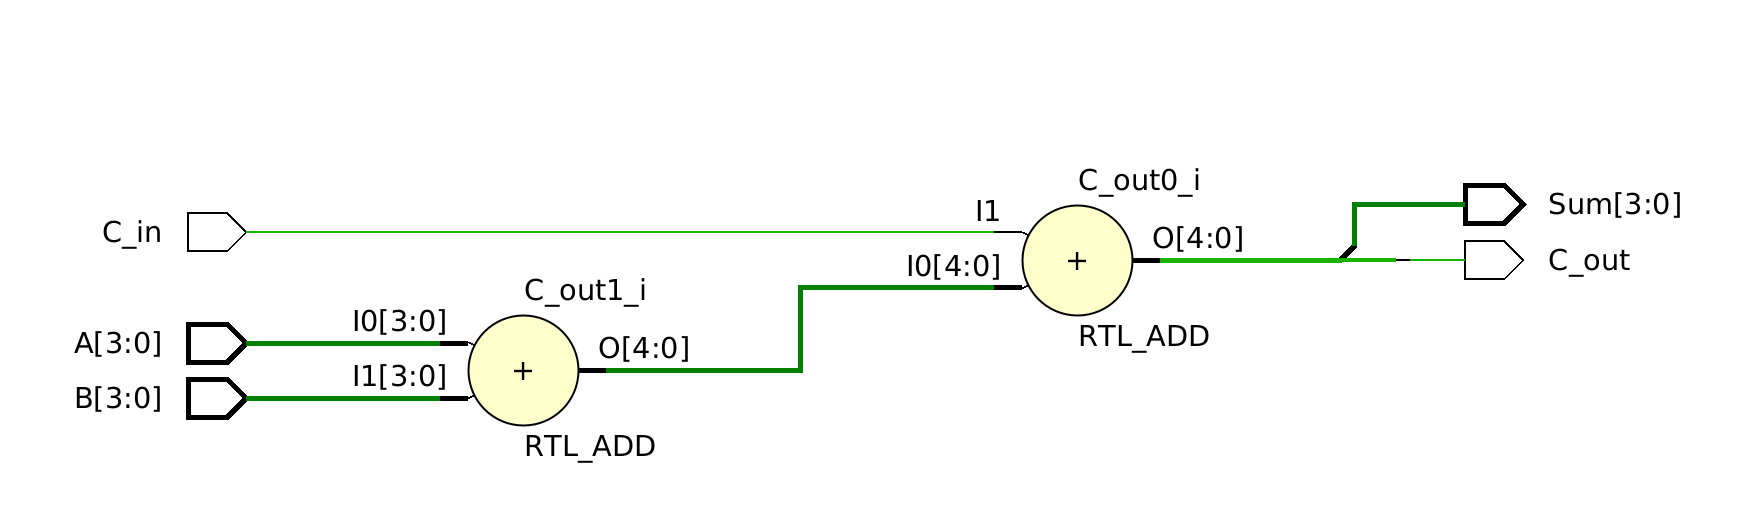 C_out0_i
Sum[3:0]
I1
C_in
O[4:0]
C_out
I0[4:0]
C_out1_i
+
I0[3:0]
RTL_ADD
A[3:0]
O[4:0]
+
I1[3:0]
B[3:0]
RTL_ADD